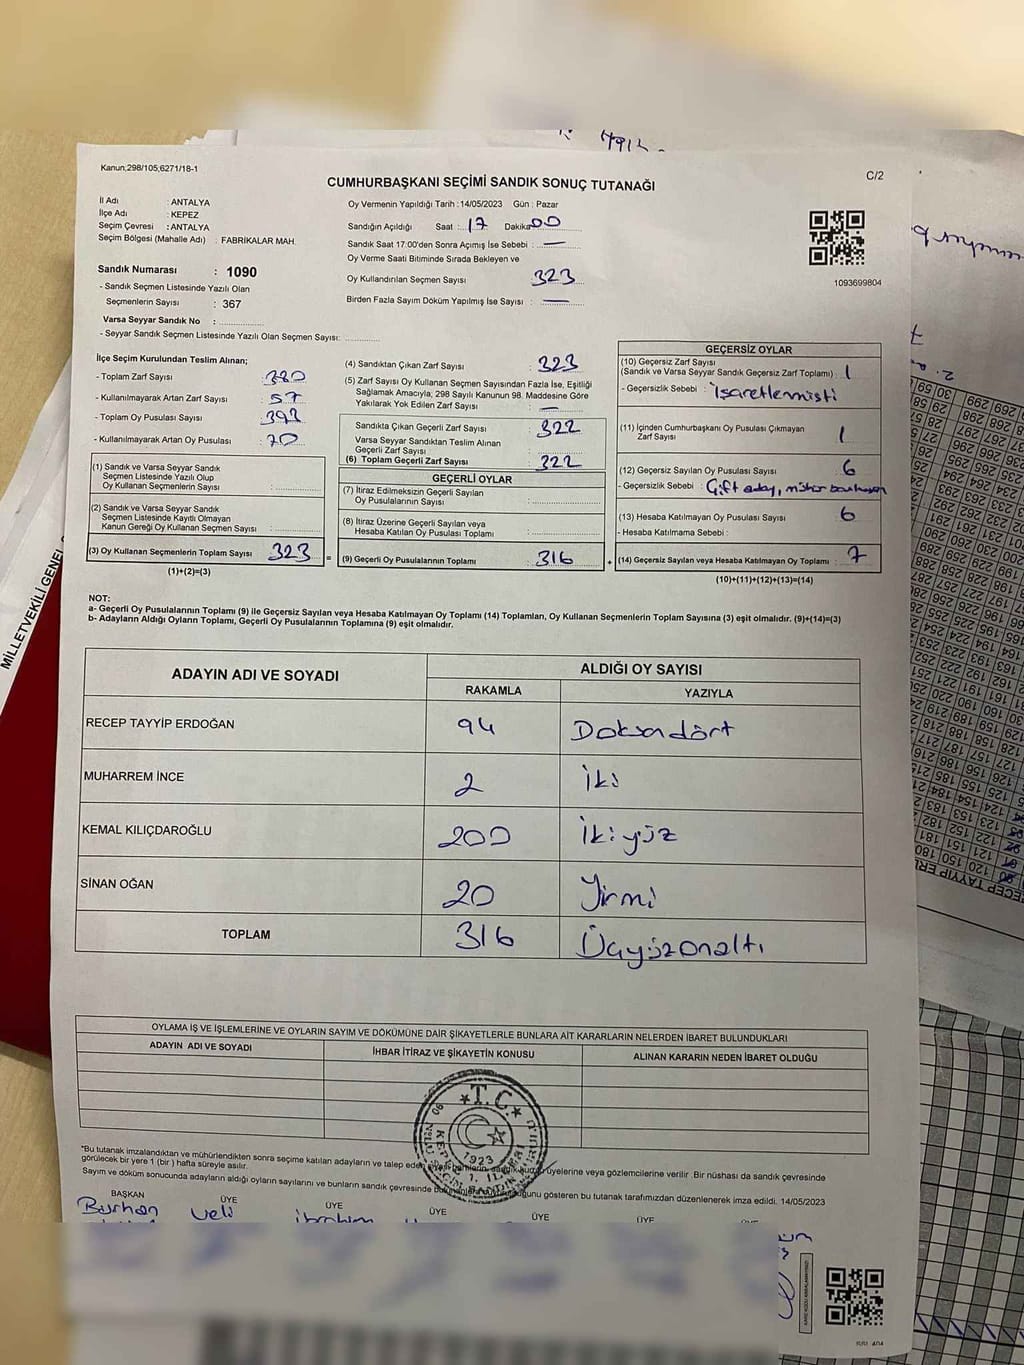 Kanun;298/105,6271/18-1
C/2
CUMHURBAŞKANI SEÇİMİ SANDIK SONUÇ TUTANAĞI
İl Adı : ANTALYA
İlçe Adı : KEPEZ
Seçim Çevresi : ANTALYA
Seçim Bölgesi (Mahalle Adı) : FABRİKALAR MAH.
Sandık Numarası : 1090
- Sandık Seçmen Listesinde Yazılı Olan
Seçmenlerin Sayısı : 367
Varsa Seyyar Sandık No :
- Seyyar Sandık Seçmen Listesinde Yazılı Olan Seçmen Sayısı:
Oy Vermenin Yapıldığı Tarih : 14/05/2023 Gün : Pazar
Sandığın Açıldığı Saat : 17 Dakika 00
Sandık Saat 17:00'den Sonra Açılmış İse Sebebi : —
Oy Verme Saati Bitiminde Sırada Bekleyen ve
Oy Kullandırılan Seçmen Sayısı 323
Birden Fazla Sayım Döküm Yapılmış İse Sayısı : —
1093699804
İlçe Seçim Kurulundan Teslim Alınan;
- Toplam Zarf Sayısı : 380
- Kullanılmayarak Artan Zarf Sayısı : 57
- Toplam Oy Pusulası Sayısı : 393
- Kullanılmayarak Artan Oy Pusulası : 70
(1) Sandık ve Varsa Seyyar Sandık
Seçmen Listesinde Yazılı Olup
Oy Kullanan Seçmenlerin Sayısı :
(2) Sandık ve Varsa Seyyar Sandık
Seçmen Listesinde Kayıtlı Olmayan
Kanun Gereği Oy Kullanan Seçmen Sayısı :
(3) Oy Kullanan Seçmenlerin Toplam Sayısı 323
(1)+(2)=(3)
(4) Sandıktan Çıkan Zarf Sayısı : 323
(5) Zarf Sayısı Oy Kullanan Seçmen Sayısından Fazla İse, Eşitliği
Sağlamak Amacıyla; 298 Sayılı Kanunun 98. Maddesine Göre
Yakılarak Yok Edilen Zarf Sayısı : —
Sandıkta Çıkan Geçerli Zarf Sayısı : 322
Varsa Seyyar Sandıktan Teslim Alınan
Geçerli Zarf Sayısı :
(6) Toplam Geçerli Zarf Sayısı : 322
GEÇERLİ OYLAR
(7) İtiraz Edilmeksizin Geçerli Sayılan
Oy Pusulalarının Sayısı :
(8) İtiraz Üzerine Geçerli Sayılan veya
Hesaba Katılan Oy Pusulası Toplamı :
(9) Geçerli Oy Pusulalarının Toplamı : 316
GEÇERSİZ OYLAR
(10) Geçersiz Zarf Sayısı
(Sandık ve Varsa Seyyar Sandık Geçersiz Zarf Toplamı) : 1
- Geçersizlik Sebebi : İşaretlemişti
(11) İçinden Cumhurbaşkanı Oy Pusulası Çıkmayan
Zarf Sayısı : 1
(12) Geçersiz Sayılan Oy Pusulası Sayısı : 6
- Geçersizlik Sebebi : Çift aday, mühür
(13) Hesaba Katılmayan Oy Pusulası Sayısı : 6
- Hesaba Katılmama Sebebi :
(14) Geçersiz Sayılan veya Hesaba Katılmayan Oy Toplamı : 7
(10)+(11)+(12)+(13)=(14)
NOT:
a- Geçerli Oy Pusulalarının Toplamı (9) ile Geçersiz Sayılan veya Hesaba Katılmayan Oy Toplamı (14) Toplamları, Oy Kullanan Seçmenlerin Toplam Sayısına (3) eşit olmalıdır. (9)+(14)=(3)
b- Adayların Aldığı Oyların Toplamı, Geçerli Oy Pusulalarının Toplamına (9) eşit olmalıdır.
ADAYIN ADI VE SOYADI
ALDIĞI OY SAYISI
RAKAMLA YAZIYLA
RECEP TAYYİP ERDOĞAN 94 Doksadört
MUHARREM İNCE 2 İki
KEMAL KILIÇDAROĞLU 200 İkiyüz
SİNAN OĞAN 20 Yirmi
TOPLAM 316 Üçyüzonaltı
OYLAMA İŞ VE İŞLEMLERİNE VE OYLARIN SAYIM VE DÖKÜMÜNE DAİR ŞİKAYETLERLE BUNLARA AİT KARARLARIN NELERDEN İBARET BULUNDUKLARI
ADAYIN ADI VE SOYADI İHBAR İTİRAZ VE ŞİKAYETİN KONUSU ALINAN KARARIN NEDEN İBARET OLDUĞU
T.C.
1923
*Bu tutanak imzalandıktan ve mühürlendikten sonra seçime katılan adayların ve talep eden siyasi partilerin, sandık kurulu üyelerine veya gözlemcilerine verilir .Bir nüshası da sandık çevresinde
görülecek bir yere 1 (bir ) hafta süreyle asılır.
Sayım ve döküm sonucunda adayların aldığı oyların sayılarını ve bunların sandık çevresinde gösteren bu tutanak tarafımızdan düzenlenerek imza edildi. 14/05/2023
BAŞKAN ÜYE ÜYE ÜYE ÜYE ÜYE
Burhan Veli İbrahim
MİLLETVEKİLİ GENEL